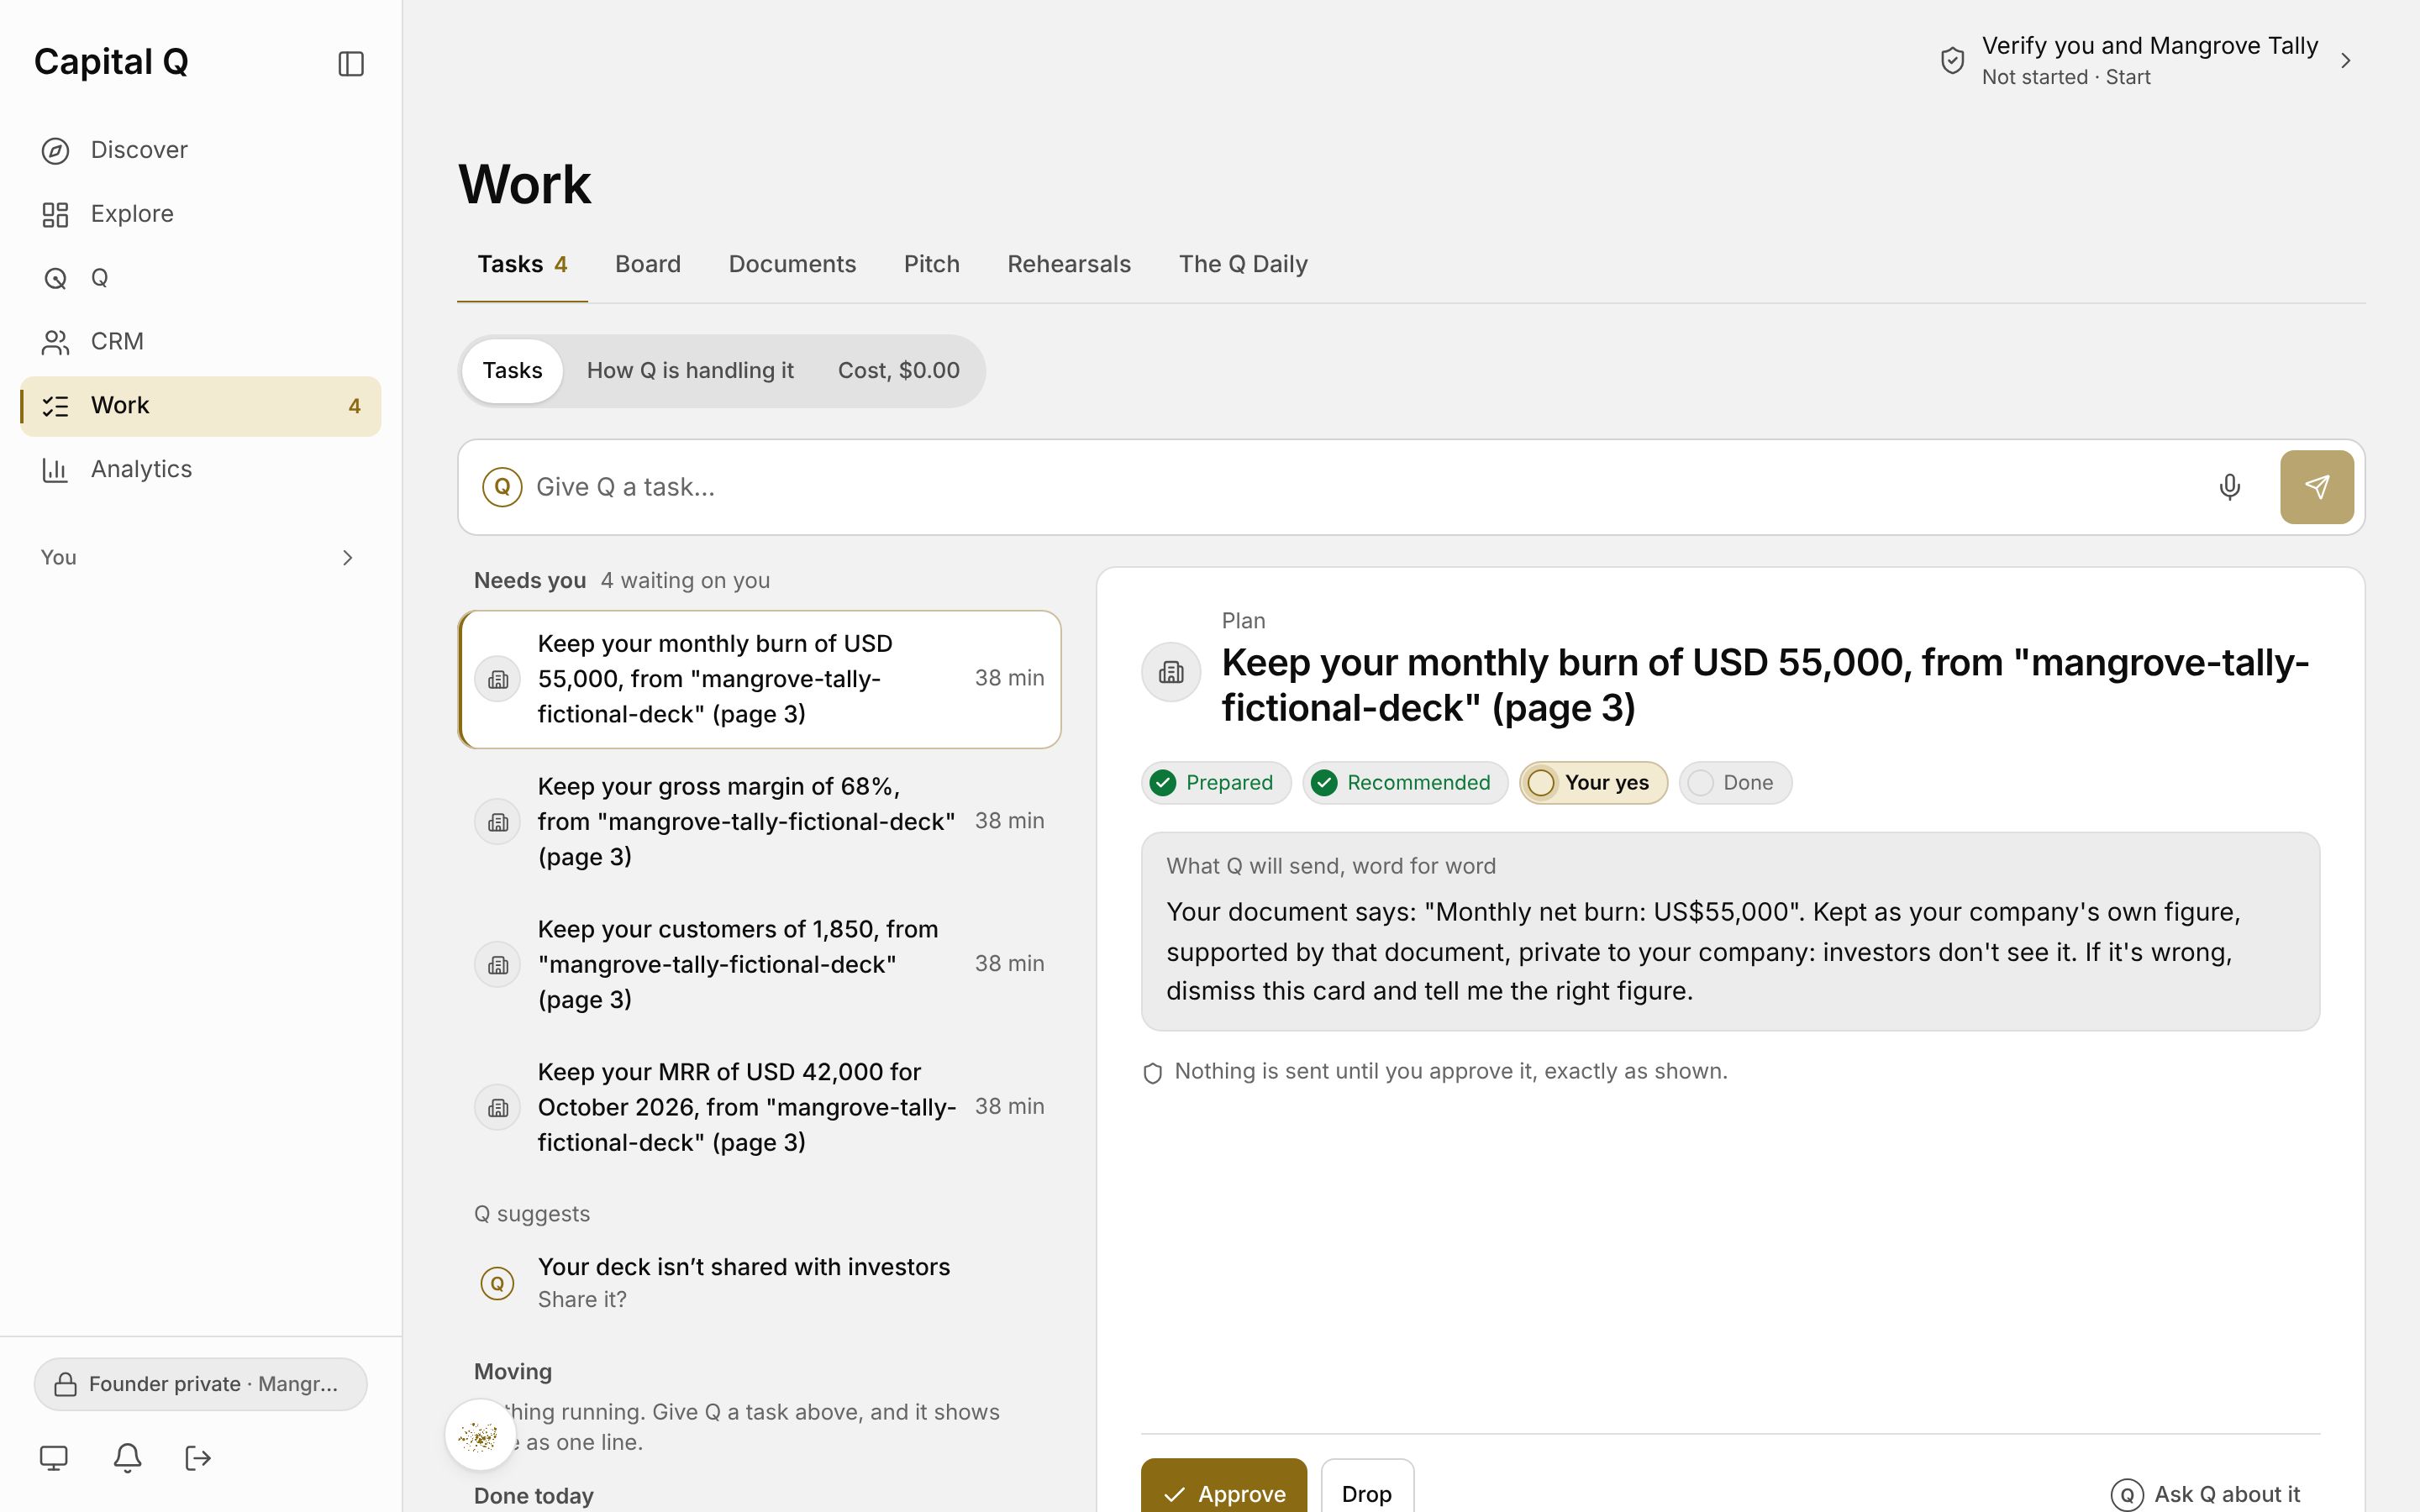 Capital Q
Discover
Explore
Q
CRM
Work 4
Analytics
You
Founder private · Mangr...
Verify you and Mangrove Tally
Not started · Start
Work
Tasks 4 Board Documents Pitch Rehearsals The Q Daily
Tasks How Q is handling it Cost, $0.00
Q Give Q a task...
Needs you 4 waiting on you
Keep your monthly burn of USD
55,000, from "mangrove-tally-
fictional-deck" (page 3)
38 min
Keep your gross margin of 68%,
from "mangrove-tally-fictional-deck"
(page 3)
38 min
Keep your customers of 1,850, from
"mangrove-tally-fictional-deck"
(page 3)
38 min
Keep your MRR of USD 42,000 for
October 2026, from "mangrove-tally-
fictional-deck" (page 3)
38 min
Q suggests
Q
Your deck isn’t shared with investors
Share it?
Moving
thing running. Give Q a task above, and it shows
as one line.
Done today
Plan
Keep your monthly burn of USD 55,000, from "mangrove-tally-
fictional-deck" (page 3)
Prepared Recommended Your yes Done
What Q will send, word for word
Your document says: "Monthly net burn: US$55,000". Kept as your company's own figure,
supported by that document, private to your company: investors don't see it. If it's wrong,
dismiss this card and tell me the right figure.
Nothing is sent until you approve it, exactly as shown.
Approve Drop Q Ask Q about it